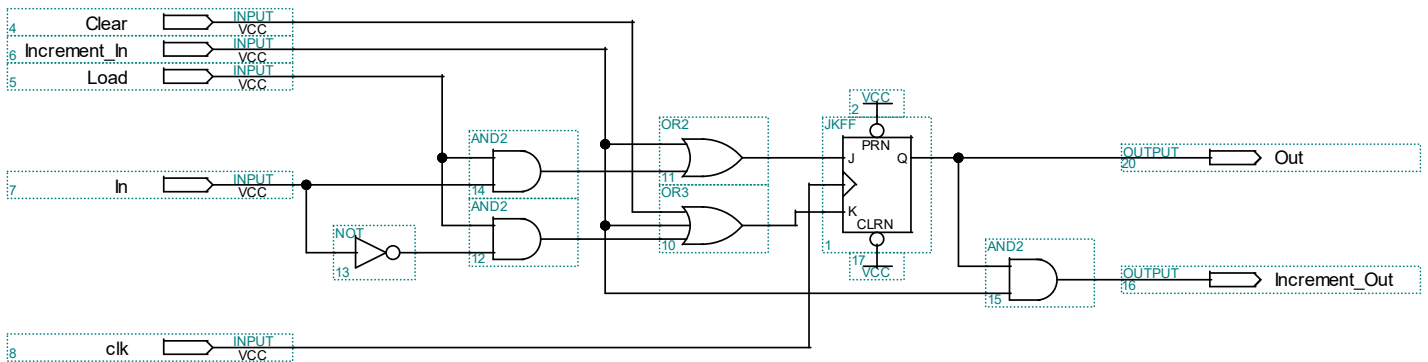 Clear INPUT VCC 4
Increment_In INPUT VCC 6
Load INPUT VCC 5
In INPUT VCC 7
clk INPUT VCC 8
AND2 14
AND2 12
NOT 13
OR2 11
OR3 10
VCC 2
JKFF
PRN
J Q
K
CLRN
1
17 VCC
AND2 15
OUTPUT 20 Out
OUTPUT 16 Increment_Out